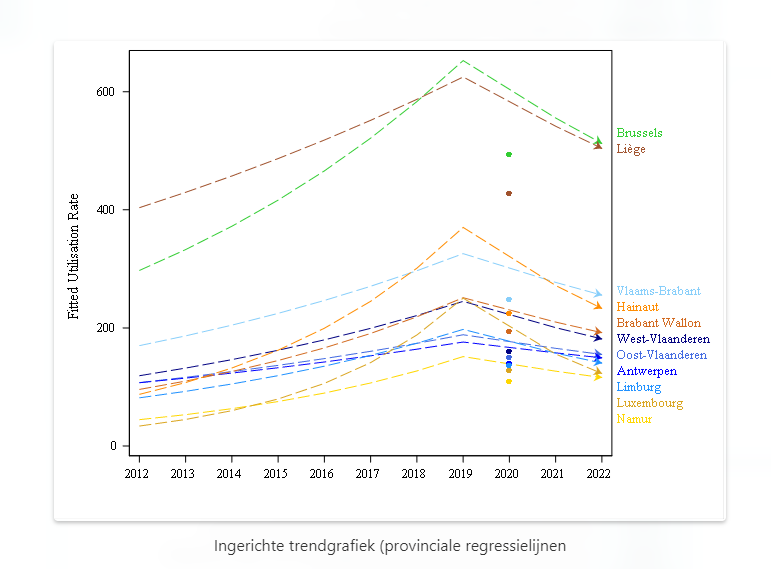 Fitted Utilisation Rate
600
400
200
0
2012 2013 2014 2015 2016 2017 2018 2019 2020 2021 2022
Brussels
Liège
Vlaams-Brabant
Hainaut
Brabant Wallon
West-Vlaanderen
Oost-Vlaanderen
Antwerpen
Limburg
Luxembourg
Namur
Ingerichte trendgrafiek (provinciale regressielijnen